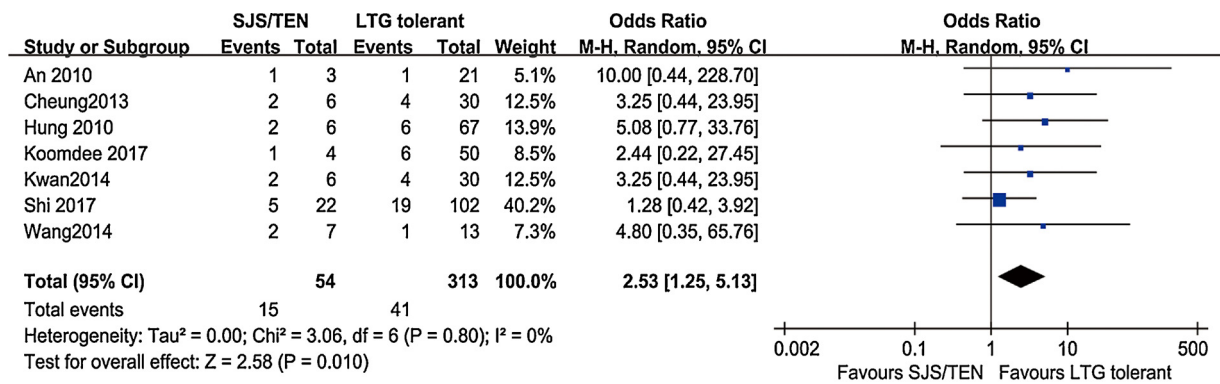 SJS/TEN LTG tolerant Odds Ratio Odds Ratio
Study or Subgroup Events Total Events Total Weight M-H, Random, 95% CI M-H, Random, 95% CI
An 2010 1 3 1 21 5.1% 10.00 [0.44, 228.70]
Cheung2013 2 6 4 30 12.5% 3.25 [0.44, 23.95]
Hung 2010 2 6 6 67 13.9% 5.08 [0.77, 33.76]
Koomdee 2017 1 4 6 50 8.5% 2.44 [0.22, 27.45]
Kwan2014 2 6 4 30 12.5% 3.25 [0.44, 23.95]
Shi 2017 5 22 19 102 40.2% 1.28 [0.42, 3.92]
Wang2014 2 7 1 13 7.3% 4.80 [0.35, 65.76]
Total (95% CI) 54 313 100.0% 2.53 [1.25, 5.13]
Total events 15 41
Heterogeneity: Tau² = 0.00; Chi² = 3.06, df = 6 (P = 0.80); I² = 0%
Test for overall effect: Z = 2.58 (P = 0.010)
0.002 0.1 1 10 500
Favours SJS/TEN Favours LTG tolerant